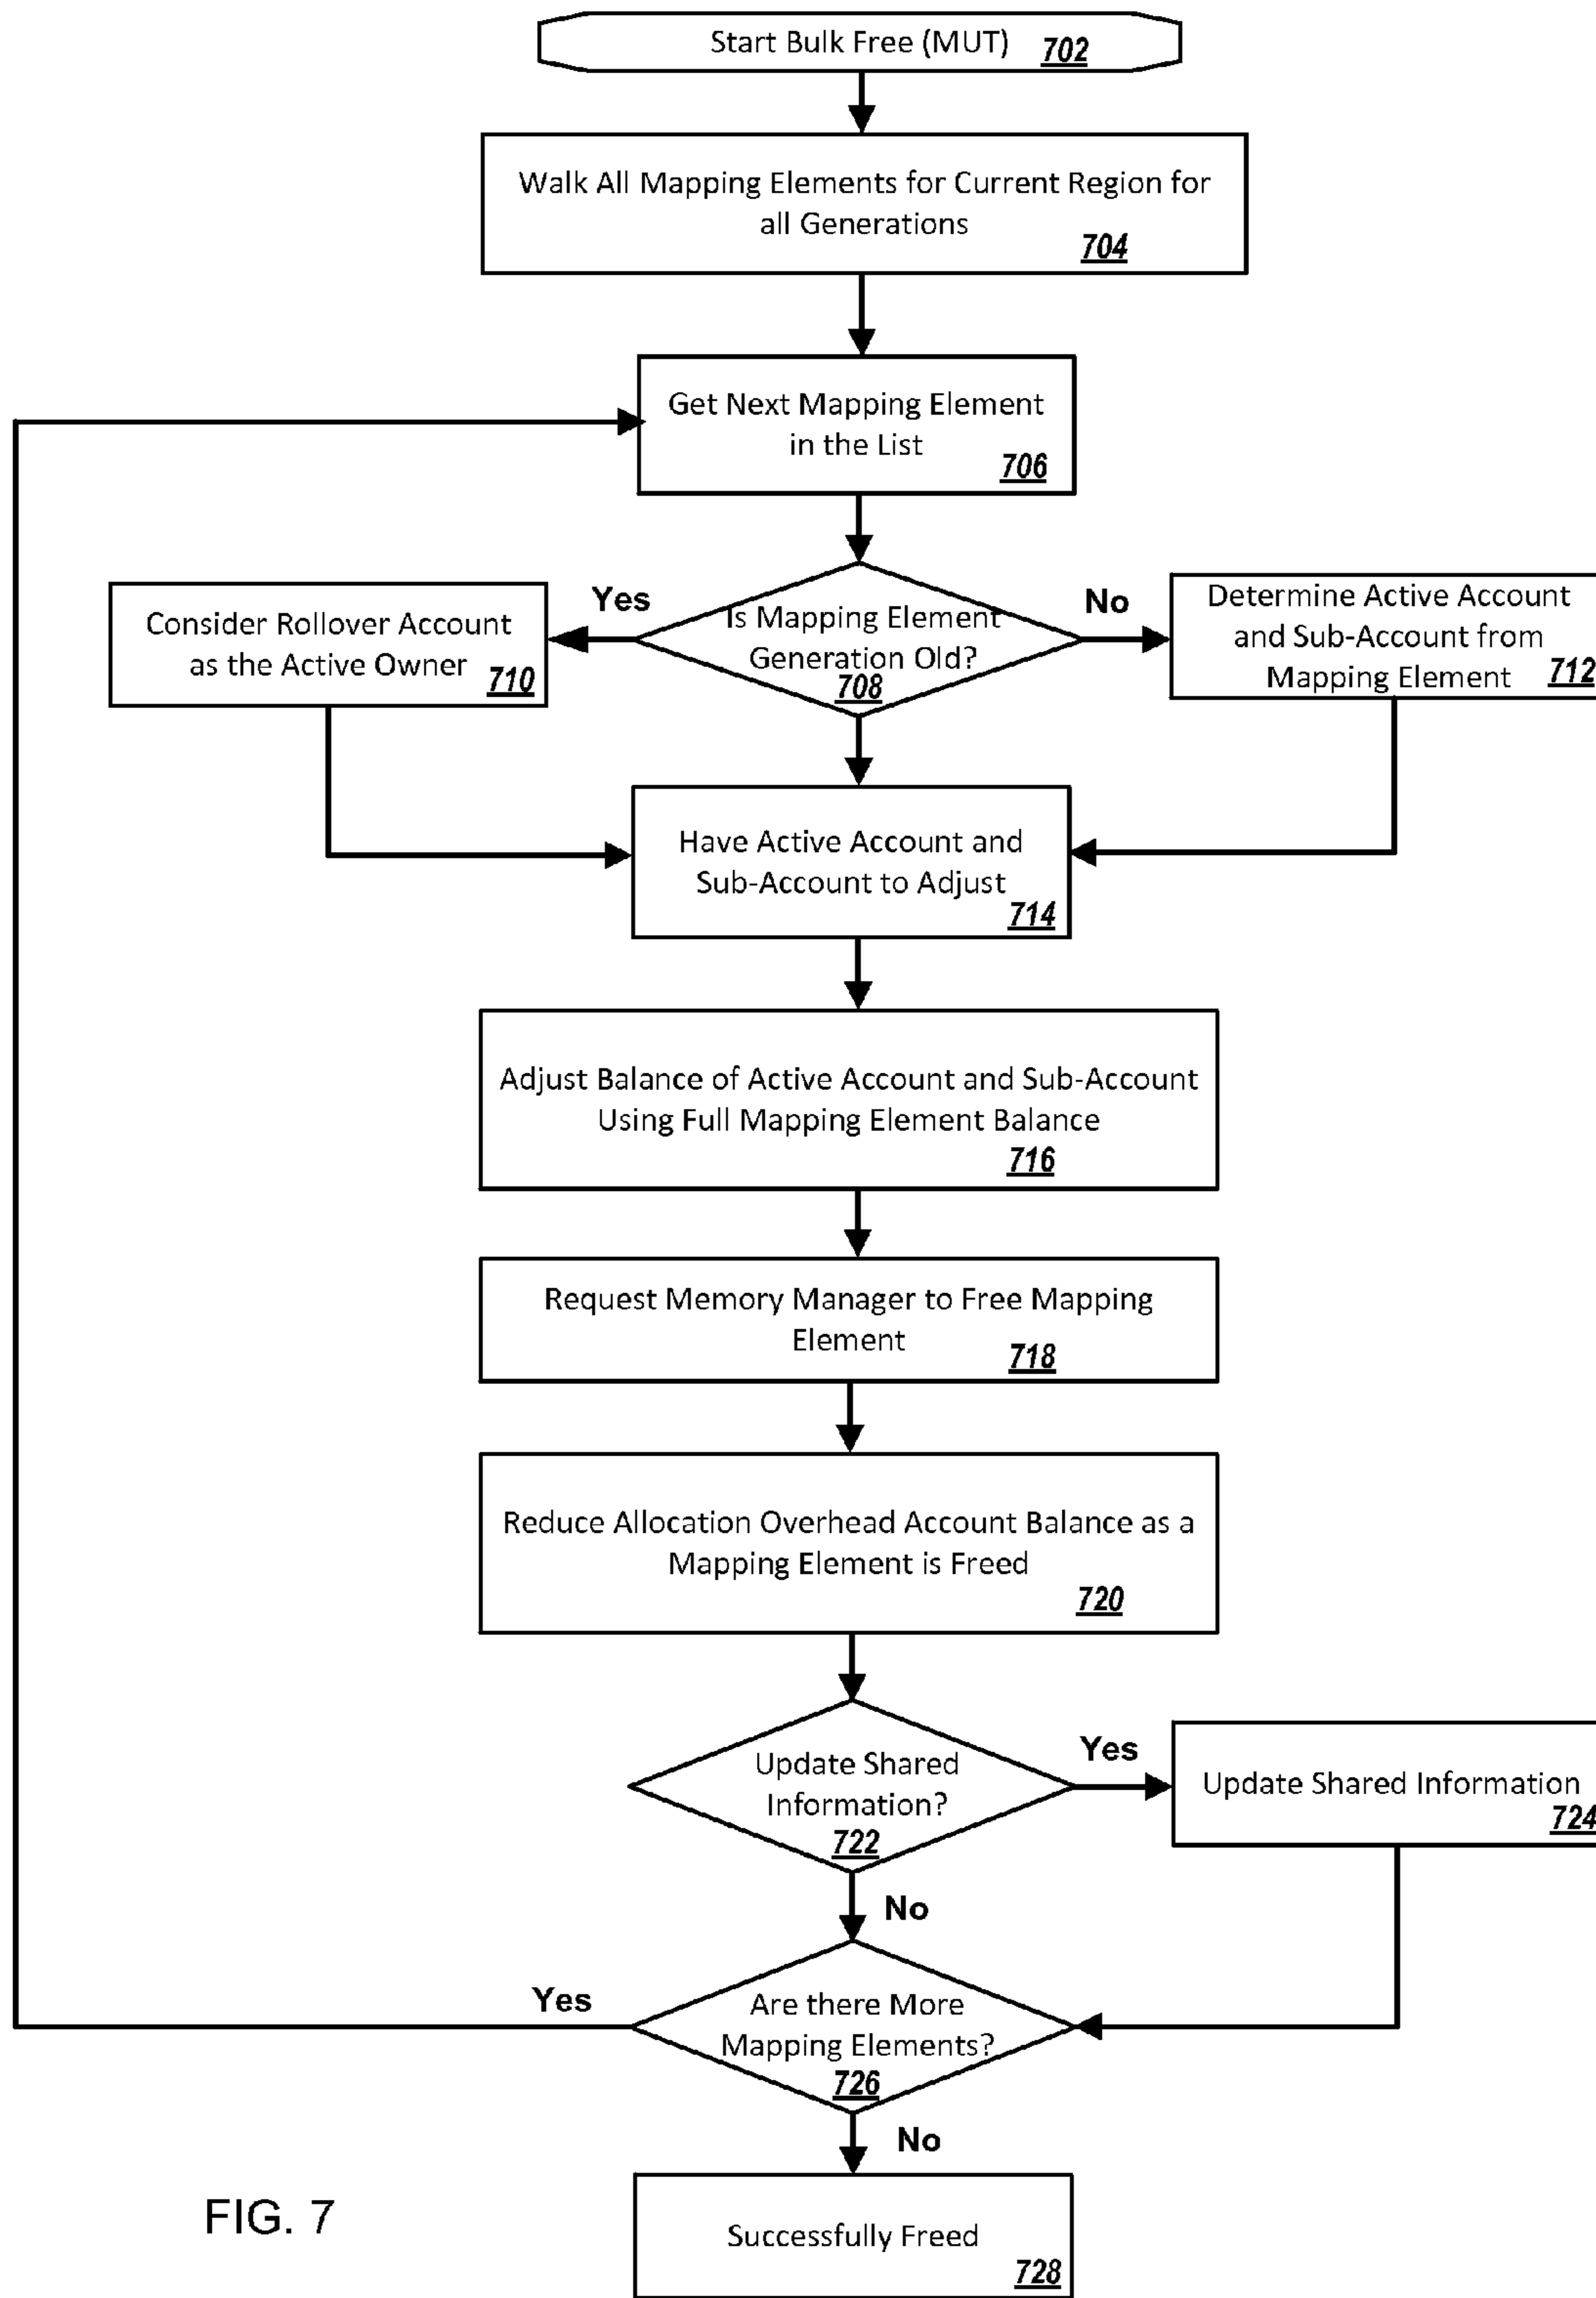 Start Bulk Free (MUT) 702
Walk All Mapping Elements for Current Region for
all Generations
704
Get Next Mapping Element
in the List
706
Yes
No
Consider Rollover Account
as the Active Owner
710
Is Mapping Element
Generation Old?
708
Determine Active Account
and Sub-Account from
Mapping Element 712
Have Active Account and
Sub-Account to Adjust
714
Adjust Balance of Active Account and Sub-Account
Using Full Mapping Element Balance
716
Request Memory Manager to Free Mapping
Element
718
Reduce Allocation Overhead Account Balance as a
Mapping Element is Freed
720
Update Shared
Information?
722
Yes
Update Shared Information
724
No
Yes
Are there More
Mapping Elements?
726
No
FIG. 7
Successfully Freed
728